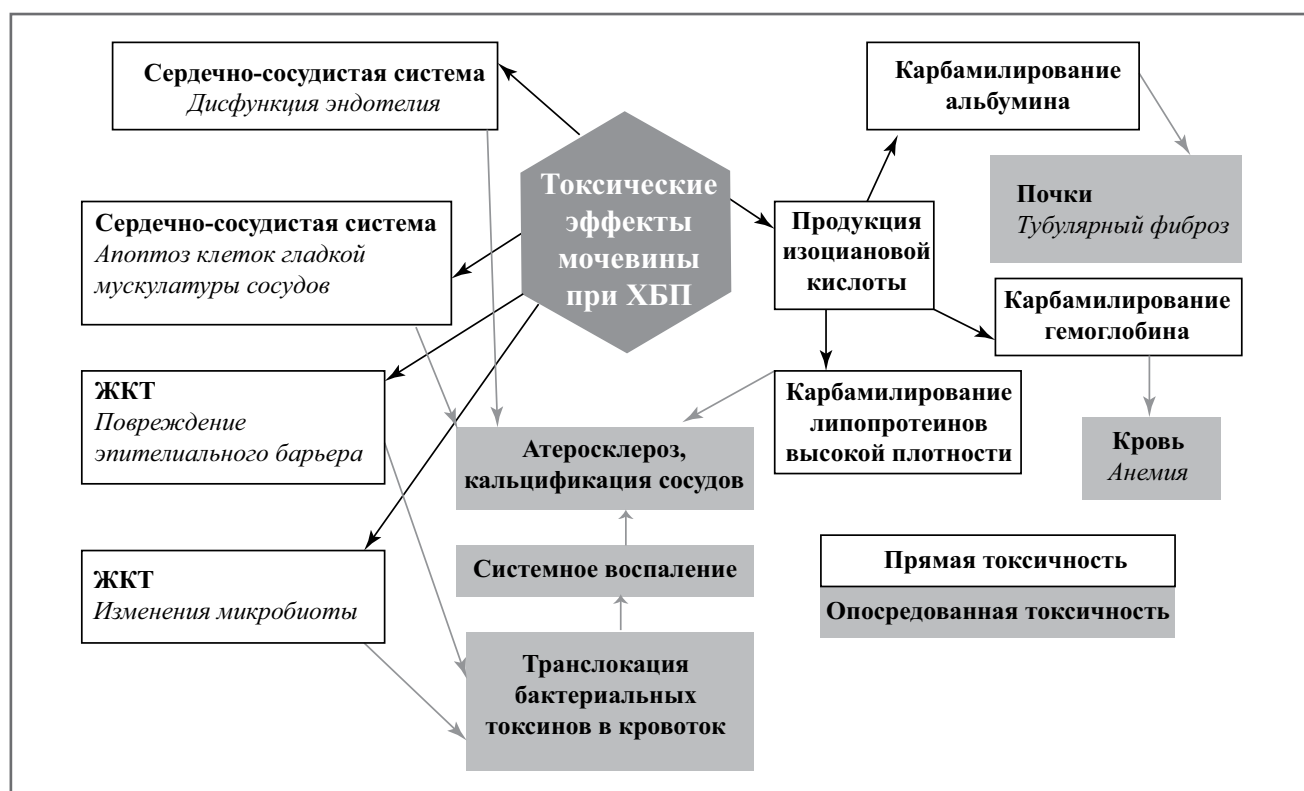 Сердечно-сосудистая система
Дисфункция эндотелия
Сердечно-сосудистая система
Апоптоз клеток гладкой
мускулатуры сосудов
ЖКТ
Повреждение
эпителиального барьера
ЖКТ
Изменения микробиоты
Токсические
эффекты
мочевины
при ХБП
Атеросклероз,
кальцификация сосудов
Системное воспаление
Транслокация
бактериальных
токсинов в кровоток
Продукция
изоциановой
кислоты
Карбамилирование
альбумина
Почки
Тубулярный фиброз
Карбамилирование
гемоглобина
Карбамилирование
липопротеинов
высокой плотности
Кровь
Анемия
Прямая токсичность
Опосредованная токсичность